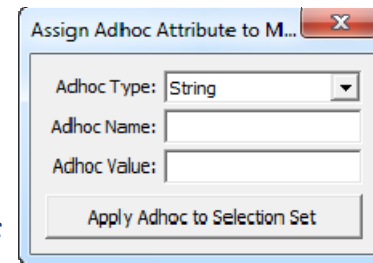 Assign Adhoc Attribute to M...
Adhoc Type: String
Adhoc Name:
Adhoc Value:
Apply Adhoc to Selection Set